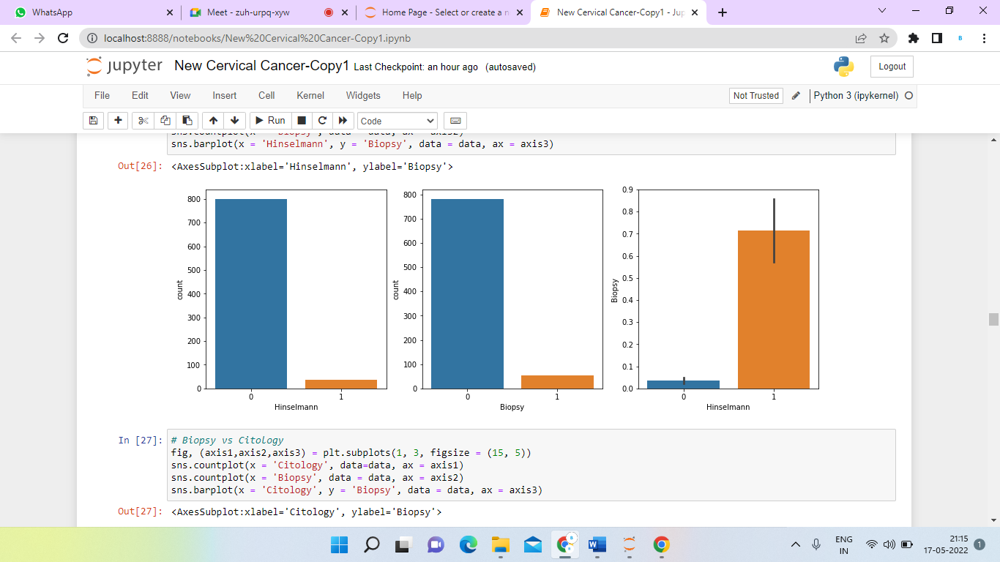 WhatsApp
Meet - zuh-urpq-xyw
Home Page - Select or create a n
New Cervical Cancer-Copy1 - Jup
localhost:8888/notebooks/New%20Cervical%20Cancer-Copy1.ipynb
B
jupyter New Cervical Cancer-Copy1 Last Checkpoint: an hour ago (autosaved)
Logout
File Edit View Insert Cell Kernel Widgets Help
Not Trusted
Python 3 (ipykernel)
Run
Code
sns.countplot(x = 'Biopsy', data = data, ax = axis2)
sns.barplot(x = 'Hinselmann', y = 'Biopsy', data = data, ax = axis3)
Out[26]: <AxesSubplot:xlabel='Hinselmann', ylabel='Biopsy'>
800
700
600
500
400
300
200
100
0
count
0 1
Hinselmann
800
700
600
500
400
300
200
100
0
count
0 1
Biopsy
0.9
0.8
0.7
0.6
0.5
0.4
0.3
0.2
0.1
0.0
Biopsy
0 1
Hinselmann
In [27]: # Biopsy vs Citology
fig, (axis1,axis2,axis3) = plt.subplots(1, 3, figsize = (15, 5))
sns.countplot(x = 'Citology', data=data, ax = axis1)
sns.countplot(x = 'Biopsy', data = data, ax = axis2)
sns.barplot(x = 'Citology', y = 'Biopsy', data = data, ax = axis3)
Out[27]: <AxesSubplot:xlabel='Citology', ylabel='Biopsy'>
ENG
IN
21:15
17-05-2022
1